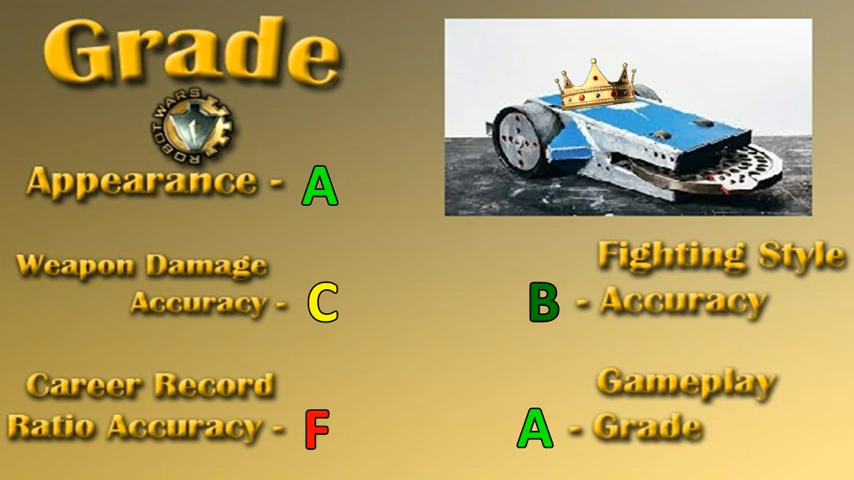 Grade
ROBOT WARS
Appearance - A
Weapon Damage
Accuracy - C
Fighting Style
B - Accuracy
Career Record
Ratio Accuracy - F
Gameplay
A - Grade